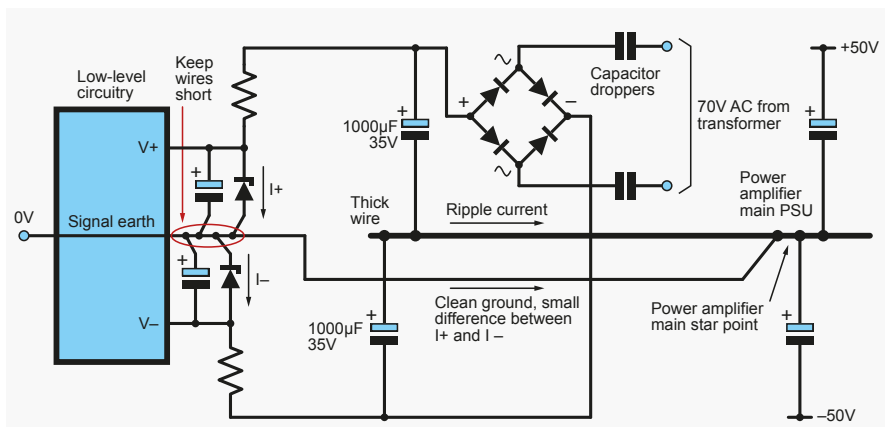 Low-level
circuitry
Keep
wires
short
+
V+
+
I+
0V
Signal earth
+
I–
V–
1000µF
35V
+
Thick
wire
Ripple current
+
–
Capacitor
droppers
70V AC from
transformer
+50V
+
Power
amplifier
main PSU
Clean ground, small
difference between
I+ and I –
1000µF
35V
+
Power amplifier
main star point
+
–50V